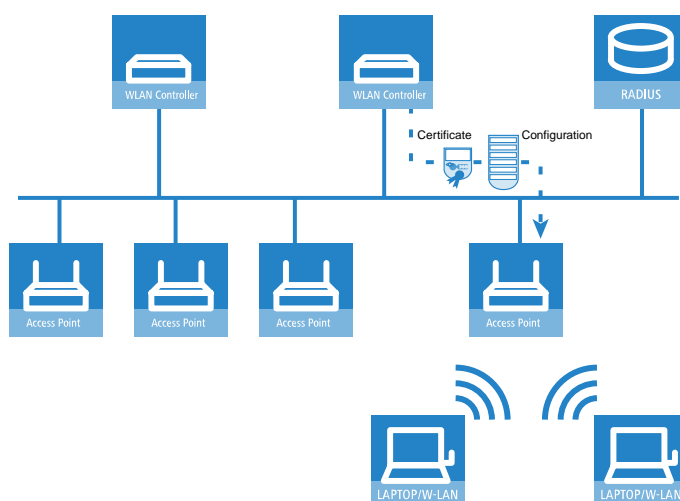 WLAN Controller
WLAN Controller
RADIUS
Certificate
Configuration
Access Point
Access Point
Access Point
Access Point
LAPTOP/W-LAN
LAPTOP/W-LAN